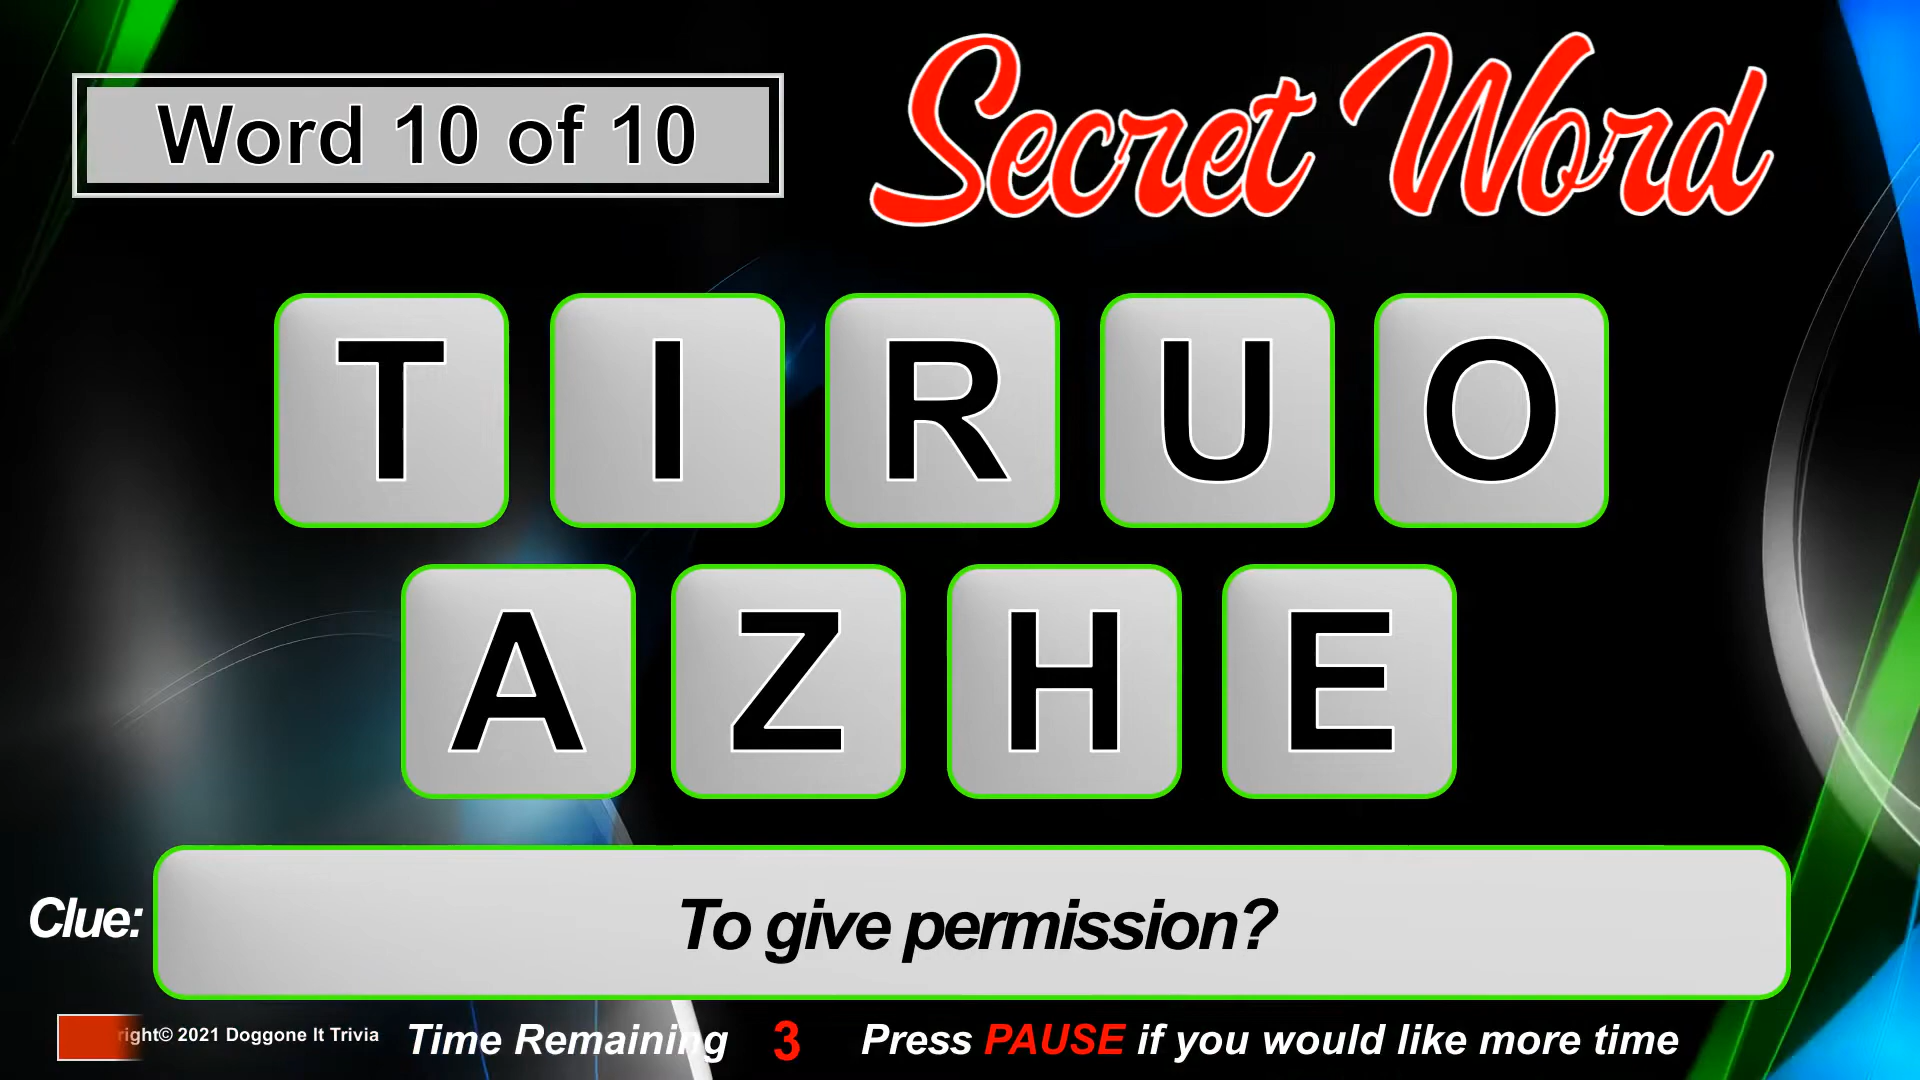 Word 10 of 10
Secret Word
T I R U O
A Z H E
Clue: To give permission?
right© 2021 Doggone It Trivia
Time Remaining 3 Press PAUSE if you would like more time